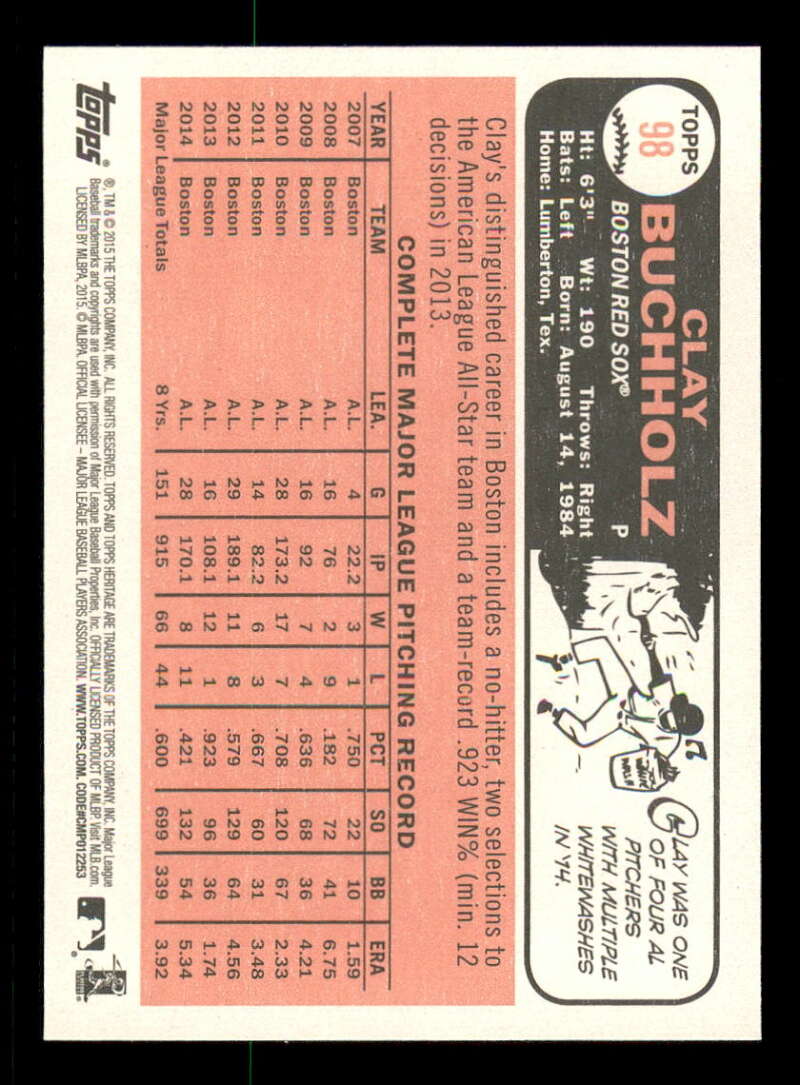 TOPPS
98
CLAY
BUCHHOLZ
BOSTON RED SOX® P
Ht: 6'3" Wt: 190 Throws: Right
Bats: Left Born: August 14, 1984
Home: Lumberton, Tex.
CLAY WAS ONE
OF FOUR AL
PITCHERS
WITH MULTIPLE
WHITEWASHES
IN '14.
Clay's distinguished career in Boston includes a no-hitter, two selections to
the American League All-Star team and a team-record .923 WIN% (min. 12
decisions) in 2013.
COMPLETE MAJOR LEAGUE PITCHING RECORD
YEAR TEAM LEA. G IP W L PCT SO BB ERA
2007 Boston A.L. 4 22.2 3 1 .750 22 10 1.59
2008 Boston A.L. 16 76 2 9 .182 72 41 6.75
2009 Boston A.L. 16 92 7 4 .636 68 36 4.21
2010 Boston A.L. 28 173.2 17 7 .708 120 67 2.33
2011 Boston A.L. 14 82.2 6 3 .667 60 31 3.48
2012 Boston A.L. 29 189.1 11 8 .579 129 64 4.56
2013 Boston A.L. 16 108.1 12 1 .923 96 36 1.74
2014 Boston A.L. 28 170.1 8 11 .421 132 54 5.34
Major League Totals 8 Yrs. 151 915 66 44 .600 699 339 3.92
topps®
®, TM & © 2015 THE TOPPS COMPANY, INC. ALL RIGHTS RESERVED. TOPPS AND TOPPS HERITAGE ARE TRADEMARKS OF THE TOPPS COMPANY, INC. Major League
Baseball trademarks and copyrights are used with permission of Major League Baseball Properties, Inc. OFFICIALLY LICENSED PRODUCT OF MLBP. Visit MLB.com.
LICENSED BY MLBPA, 2015. © MLBPA. OFFICIAL LICENSEE – MAJOR LEAGUE BASEBALL PLAYERS ASSOCIATION. WWW.TOPPS.COM. CODE#CMP012253